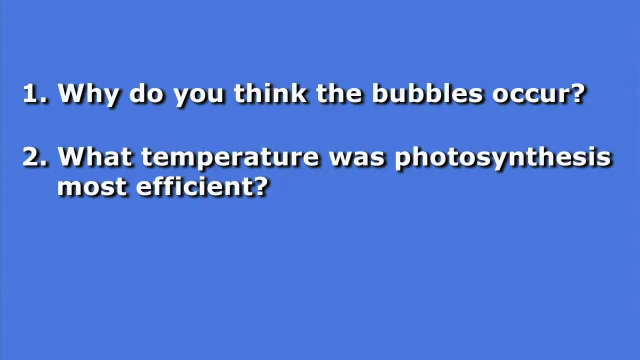 1. Why do you think the bubbles occur?
2. What temperature was photosynthesis
most efficient?